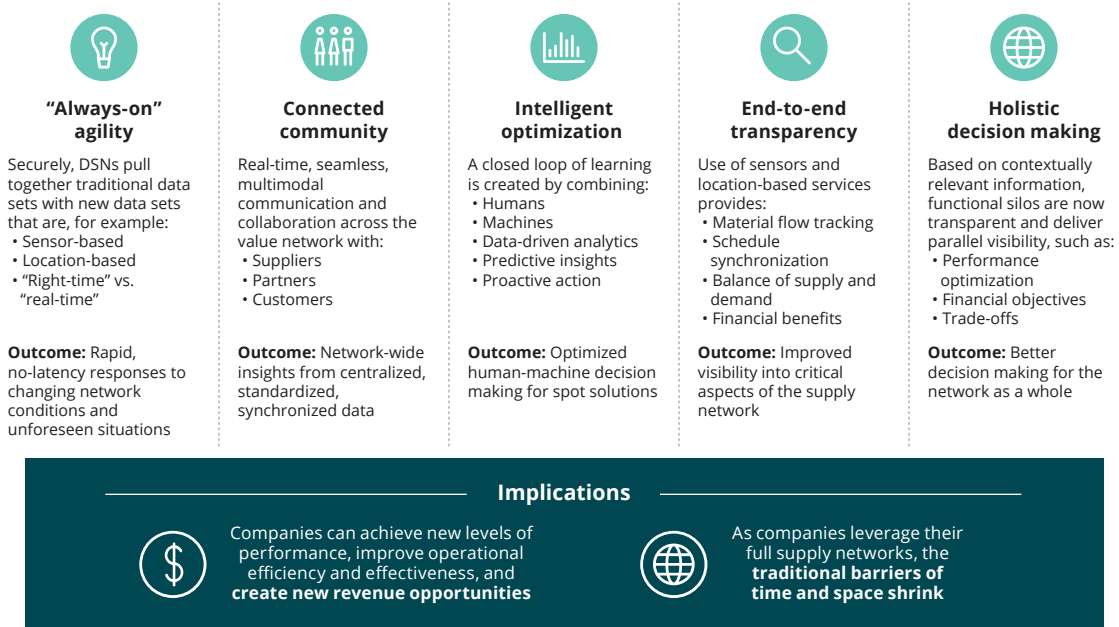 “Always-on”
agility
Securely, DSNs pull
together traditional data
sets with new data sets
that are, for example:
• Sensor-based
• Location-based
• “Right-time” vs.
“real-time”
Outcome: Rapid,
no-latency responses to
changing network
conditions and
unforeseen situations
Connected
community
Real-time, seamless,
multimodal
communication and
collaboration across the
value network with:
• Suppliers
• Partners
• Customers
Outcome: Network-wide
insights from centralized,
standardized,
synchronized data
Intelligent
optimization
A closed loop of learning
is created by combining:
• Humans
• Machines
• Data-driven analytics
• Predictive insights
• Proactive action
Outcome: Optimized
human-machine decision
making for spot solutions
End-to-end
transparency
Use of sensors and
location-based services
provides:
• Material flow tracking
• Schedule
synchronization
• Balance of supply and
demand
• Financial benefits
Outcome: Improved
visibility into critical
aspects of the supply
network
Holistic
decision making
Based on contextually
relevant information,
functional silos are now
transparent and deliver
parallel visibility, such as:
• Performance
optimization
• Financial objectives
• Trade-offs
Outcome: Better
decision making for the
network as a whole
Implications
Companies can achieve new levels of
performance, improve operational
efficiency and effectiveness, and
create new revenue opportunities
As companies leverage their
full supply networks, the
traditional barriers of
time and space shrink